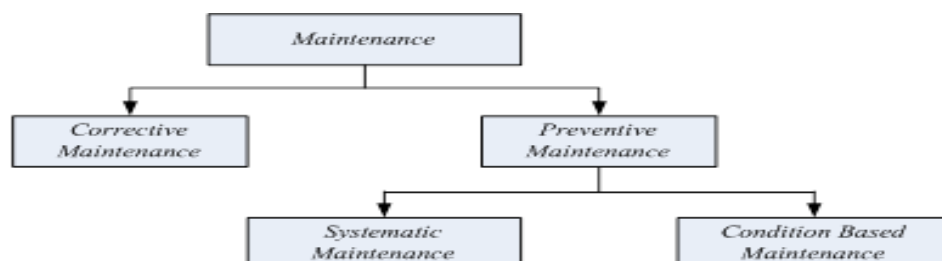 Maintenance
Corrective
Maintenance
Preventive
Maintenance
Systematic
Maintenance
Condition Based
Maintenance